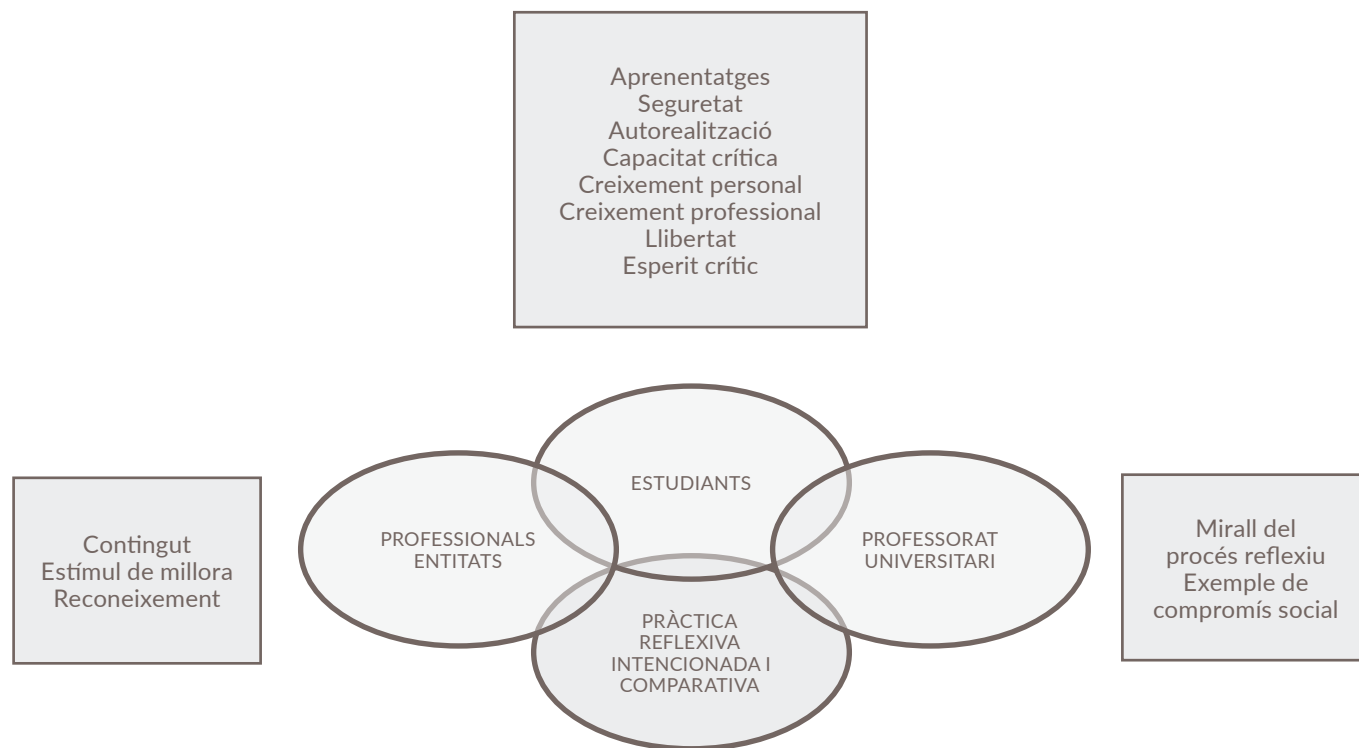 Aprenentatges
Seguretat
Autorealització
Capacitat crítica
Creixement personal
Creixement professional
Llibertat
Esperit crític
ESTUDIANTS
PROFESSIONALS
ENTITATS
PROFESSORAT
UNIVERSITARI
Contingut
Estímul de millora
Reconeixement
Mirall del
procés reflexiu
Exemple de
compromís social
PRÀCTICA
REFLEXIVA
INTENCIONADA I
COMPARATIVA